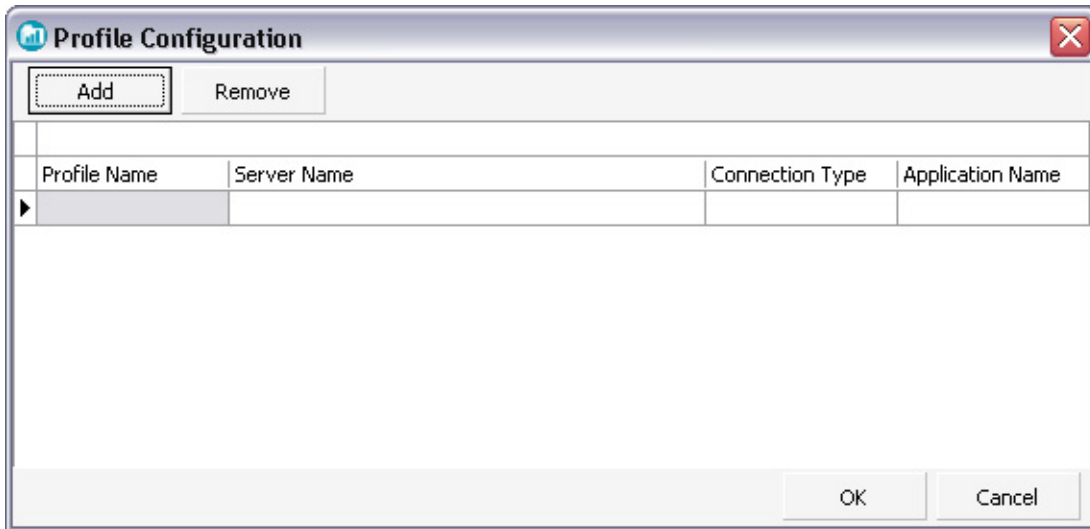 Profile Configuration
Add Remove
Profile Name Server Name Connection Type Application Name
OK Cancel